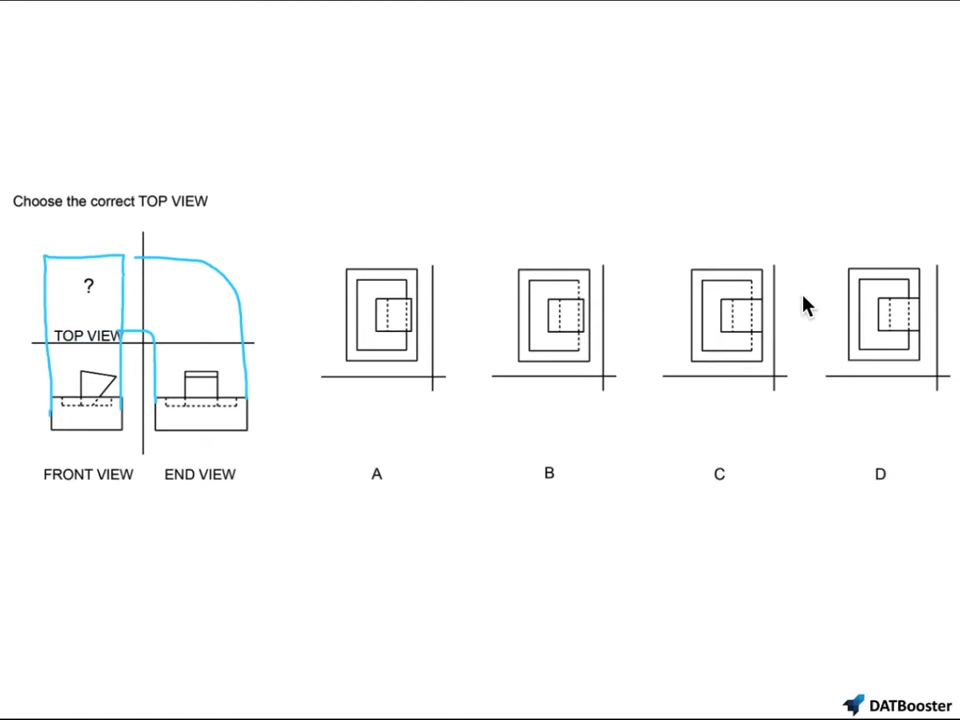 Choose the correct TOP VIEW
?
TOP VIEW
FRONT VIEW
END VIEW
A
B
C
D
DATBooster